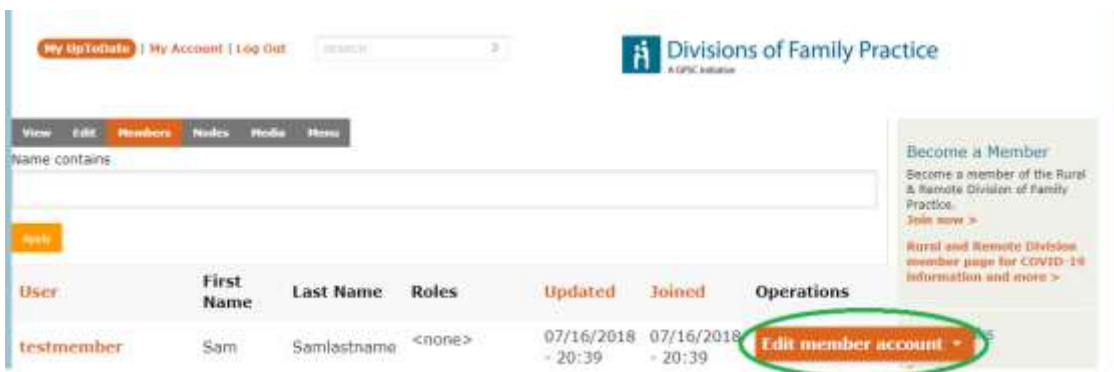 My UpToDate | My Account | Log Out
search
Divisions of Family Practice
A GPSC initiative
View Edit Members Nodes Media Menu
Name contains
Apply
User First Name Last Name Roles Updated Joined Operations
testmember Sam Samlastname <none> 07/16/2018 - 20:39 07/16/2018 - 20:39 Edit member account
Become a Member
Become a member of the Rural
& Remote Division of Family
Practice.
Join now >
Rural and Remote Division
member page for COVID-19
information and more >